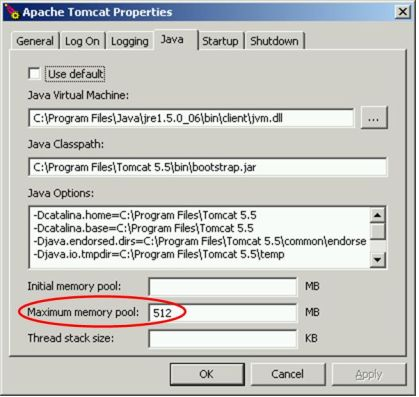 Apache Tomcat Properties
General Log On Logging Java Startup Shutdown
Use default
Java Virtual Machine:
C:\Program Files\Java\jre1.5.0_06\bin\client\jvm.dll
...
Java Classpath:
C:\Program Files\Tomcat 5.5\bin\bootstrap.jar
Java Options:
-Dcatalina.home=C:\Program Files\Tomcat 5.5
-Dcatalina.base=C:\Program Files\Tomcat 5.5
-Djava.endorsed.dirs=C:\Program Files\Tomcat 5.5\common\endorse
-Djava.io.tmpdir=C:\Program Files\Tomcat 5.5\temp
Initial memory pool: MB
Maximum memory pool: 512 MB
Thread stack size: KB
OK Cancel Apply